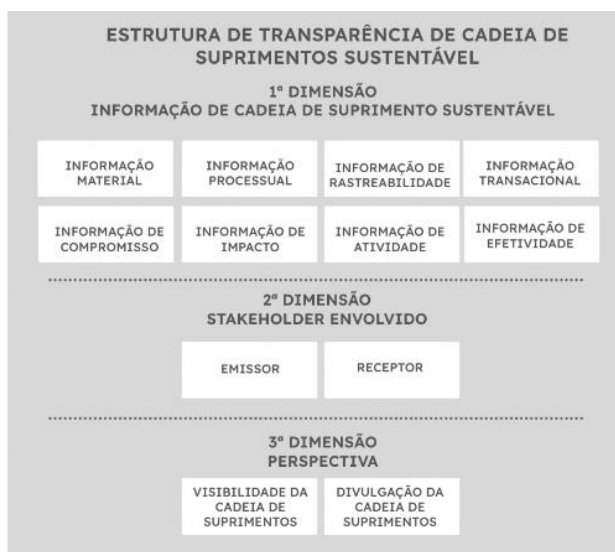 ESTRUTURA DE TRANSPARÊNCIA DE CADEIA DE
SUPRIMENTOS SUSTENTÁVEL
1ª DIMENSÃO
INFORMAÇÃO DE CADEIA DE SUPRIMENTO SUSTENTÁVEL
INFORMAÇÃO
MATERIAL
INFORMAÇÃO
PROCESSUAL
INFORMAÇÃO DE
RASTREABILIDADE
INFORMAÇÃO
TRANSACIONAL
INFORMAÇÃO DE
COMPROMISSO
INFORMAÇÃO DE
IMPACTO
INFORMAÇÃO DE
ATIVIDADE
INFORMAÇÃO DE
EFETIVIDADE
2ª DIMENSÃO
STAKEHOLDER ENVOLVIDO
EMISSOR
RECEPTOR
3ª DIMENSÃO
PERSPECTIVA
VISIBILIDADE DA
CADEIA DE
SUPRIMENTOS
DIVULGAÇÃO DA
CADEIA DE
SUPRIMENTOS